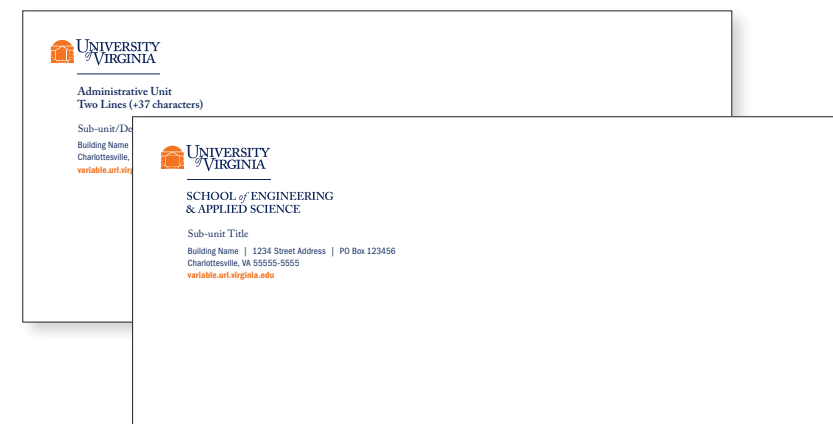 UNIVERSITY
of VIRGINIA
Administrative Unit
Two Lines (+37 characters)
Sub-unit/De
Building Name
Charlottesville,
variable.url.virg
UNIVERSITY
of VIRGINIA
SCHOOL of ENGINEERING
& APPLIED SCIENCE
Sub-unit Title
Building Name | 1234 Street Address | PO Box 123456
Charlottesville, VA 55555-5555
variable.url.virginia.edu